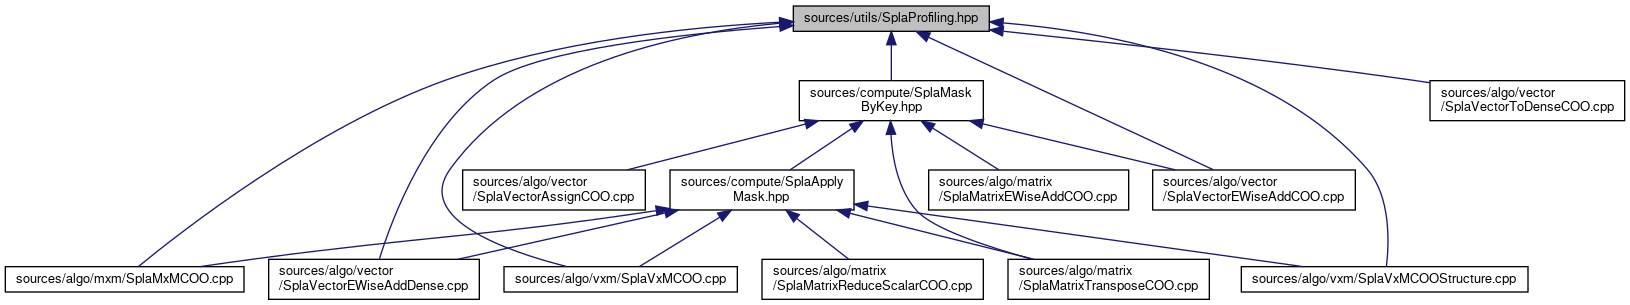 sources/utils/SplaProfiling.hpp
sources/compute/SplaMask
ByKey.hpp
sources/algo/vector
/SplaVectorToDenseCOO.cpp
sources/algo/vector
/SplaVectorAssignCOO.cpp
sources/compute/SplaApply
Mask.hpp
sources/algo/matrix
/SplaMatrixEWiseAddCOO.cpp
sources/algo/vector
/SplaVectorEWiseAddCOO.cpp
sources/algo/mxm/SplaMxMCOO.cpp
sources/algo/vector
/SplaVectorEWiseAddDense.cpp
sources/algo/vxm/SplaVxMCOO.cpp
sources/algo/matrix
/SplaMatrixReduceScalarCOO.cpp
sources/algo/matrix
/SplaMatrixTransposeCOO.cpp
sources/algo/vxm/SplaVxMCOOStructure.cpp